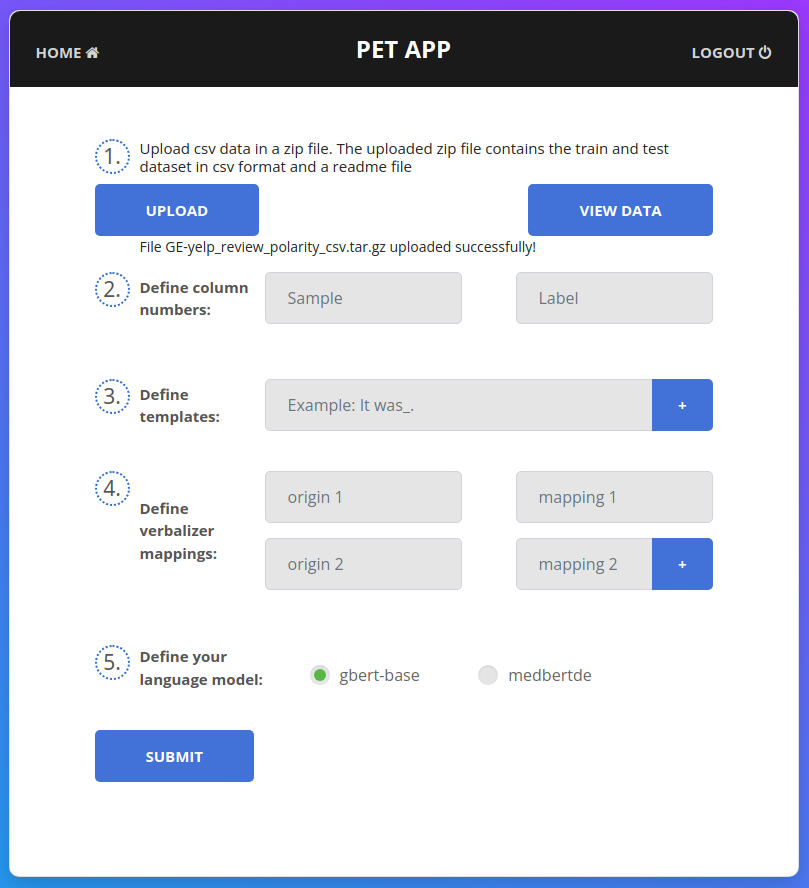 HOME
PET APP
LOGOUT
1.
Upload csv data in a zip file. The uploaded zip file contains the train and test
dataset in csv format and a readme file
UPLOAD
VIEW DATA
File GE-yelp_review_polarity_csv.tar.gz uploaded successfully!
2.
Define column
numbers:
Sample
Label
3.
Define
templates:
Example: It was_.
+
4.
Define
verbalizer
mappings:
origin 1
mapping 1
origin 2
mapping 2
+
5.
Define your
language model:
gbert-base
medbertde
SUBMIT